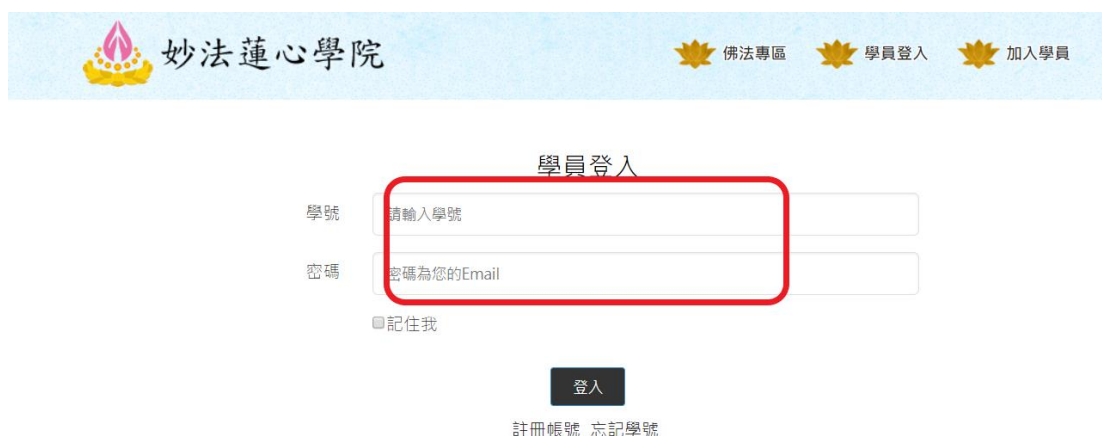 妙法蓮心學院
佛法專區 學員登入 加入學員
學員登入
學號 請輸入學號
密碼 密碼為您的Email
記住我
登入
註冊帳號 忘記學號